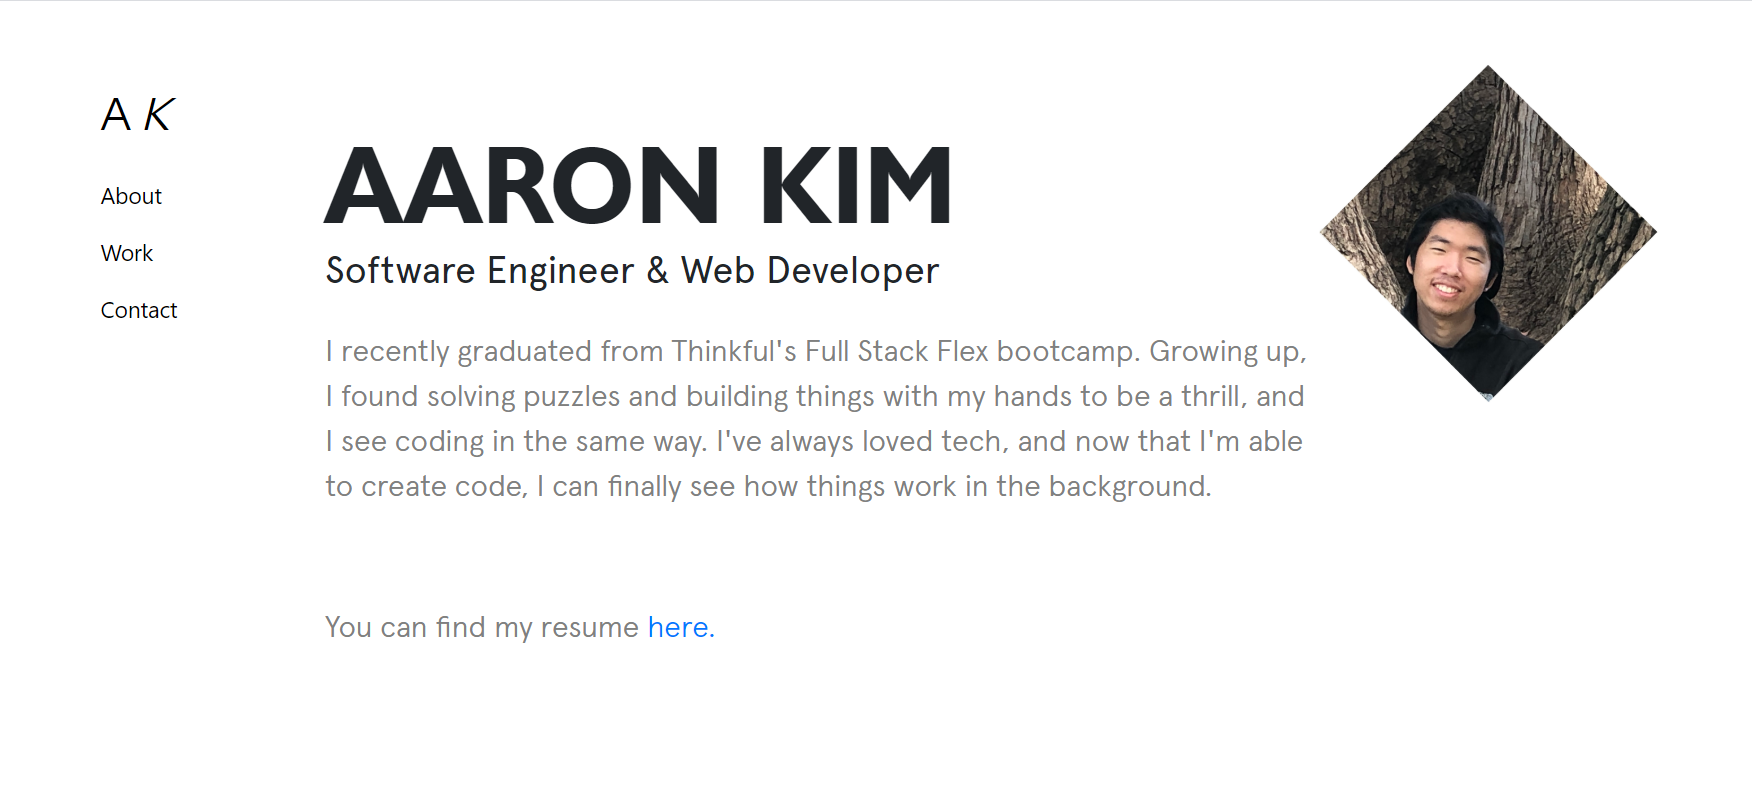 A K
About
Work
Contact
AARON KIM
Software Engineer & Web Developer
I recently graduated from Thinkful's Full Stack Flex bootcamp. Growing up,
I found solving puzzles and building things with my hands to be a thrill, and
I see coding in the same way. I've always loved tech, and now that I'm able
to create code, I can finally see how things work in the background.
You can find my resume here.